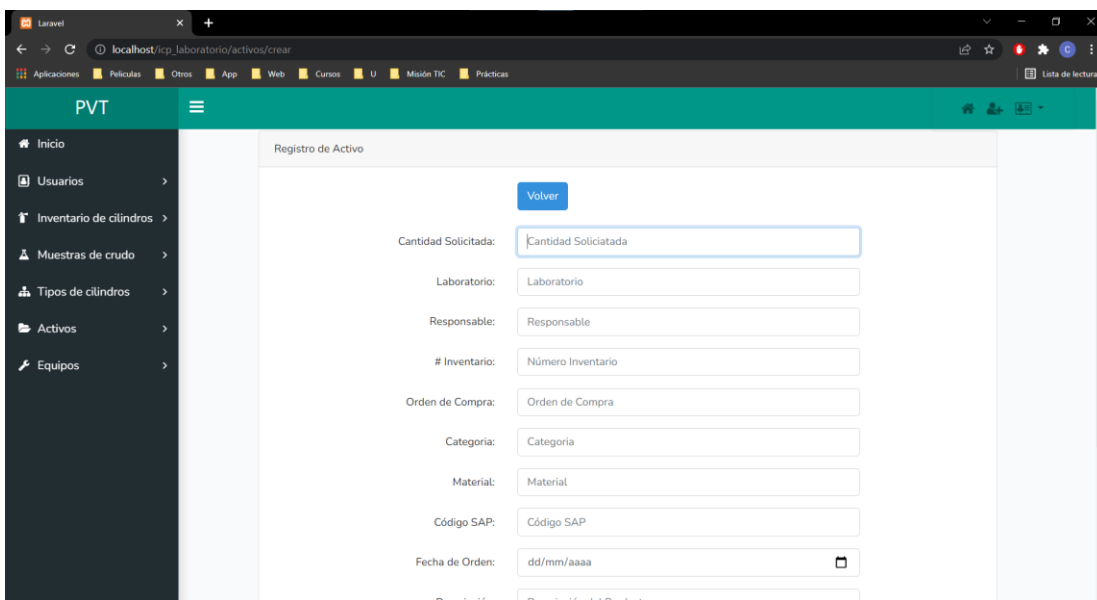 Laravel
localhost/icp_laboratorio/activos/crear
C
Aplicaciones Peliculas Otros App Web Cursos U Misión TIC Prácticas Lista de lectura
PVT
Inicio
Usuarios
Inventario de cilindros
Muestras de crudo
Tipos de cilindros
Activos
Equipos
Registro de Activo
Volver
Cantidad Solicitada: Cantidad Soliciatada
Laboratorio: Laboratorio
Responsable: Responsable
# Inventario: Número Inventario
Orden de Compra: Orden de Compra
Categoria: Categoria
Material: Material
Código SAP: Código SAP
Fecha de Orden: dd/mm/aaaa